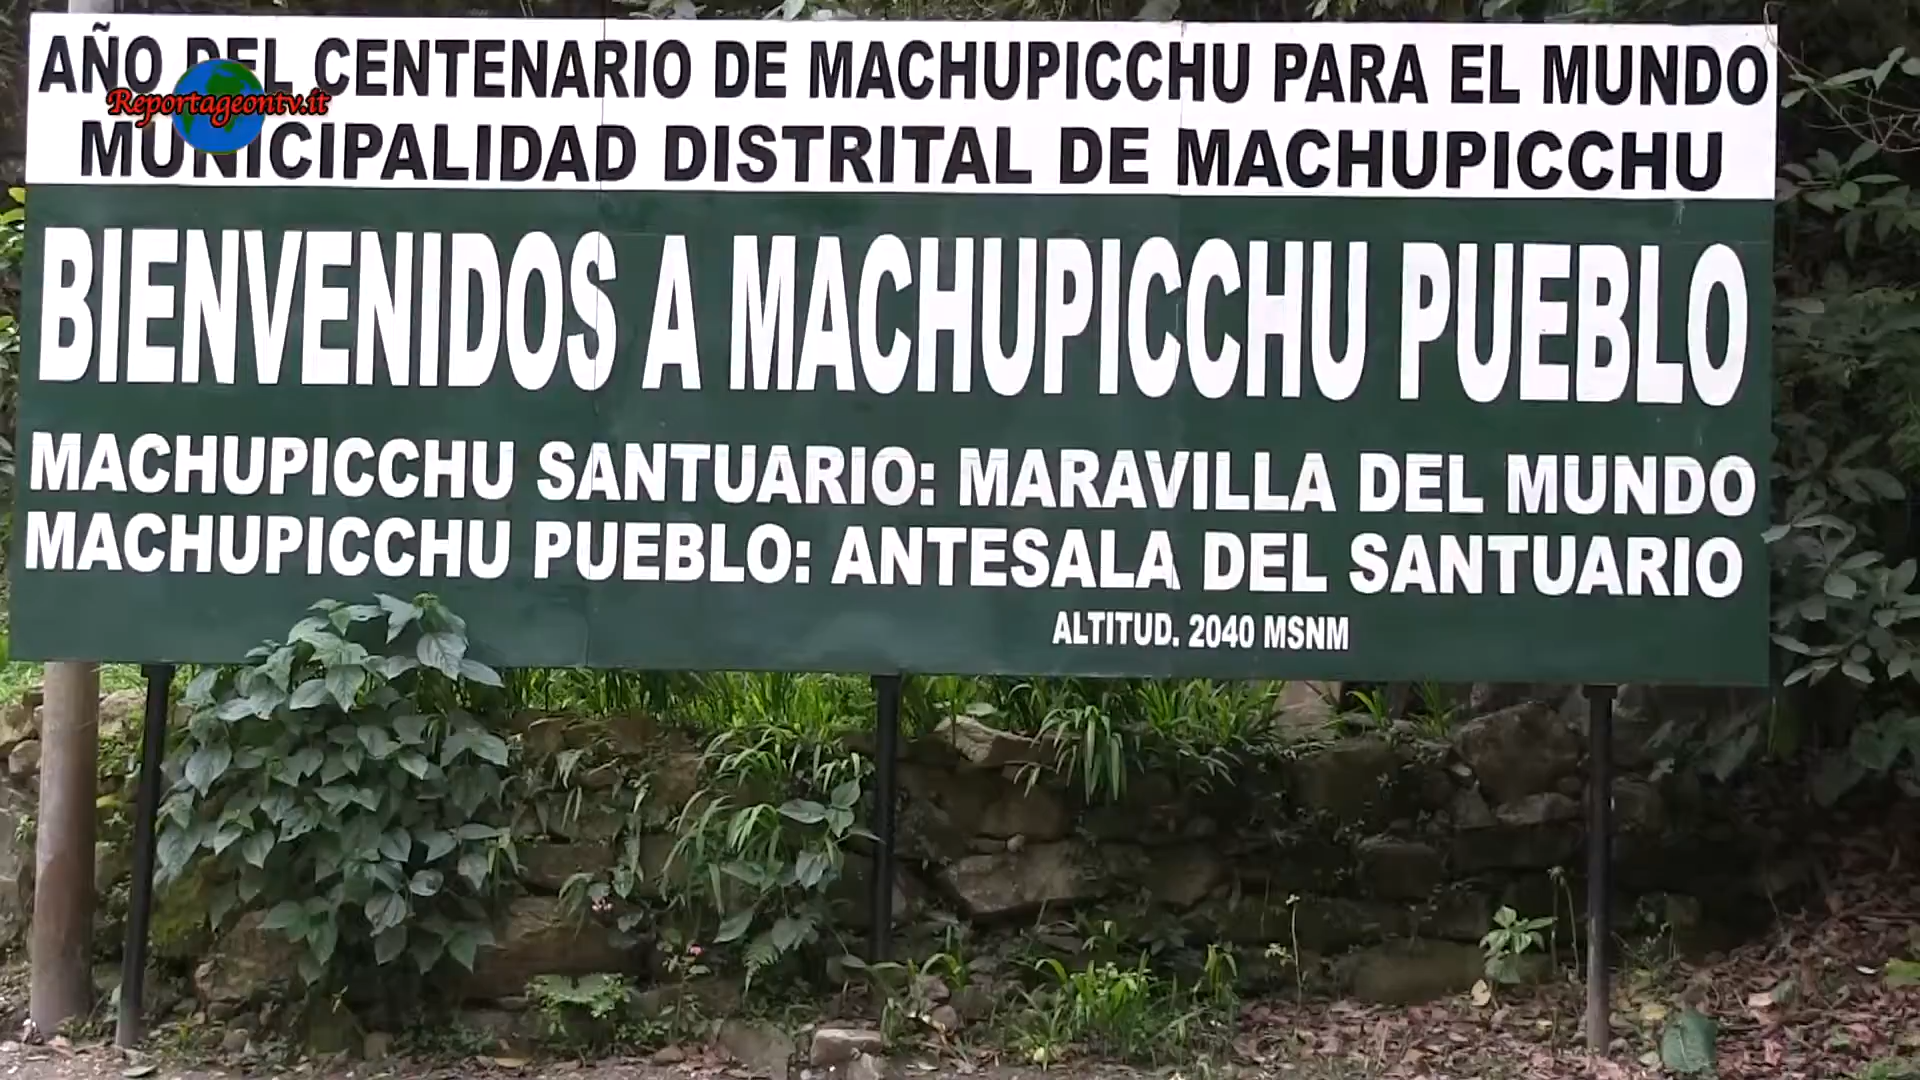 AÑO DEL CENTENARIO DE MACHUPICCHU PARA EL MUNDO
Reportageontv.it
MUNICIPALIDAD DISTRITAL DE MACHUPICCHU
BIENVENIDOS A MACHUPICCHU PUEBLO
MACHUPICCHU SANTUARIO: MARAVILLA DEL MUNDO
MACHUPICCHU PUEBLO: ANTESALA DEL SANTUARIO
ALTITUD. 2040 MSNM